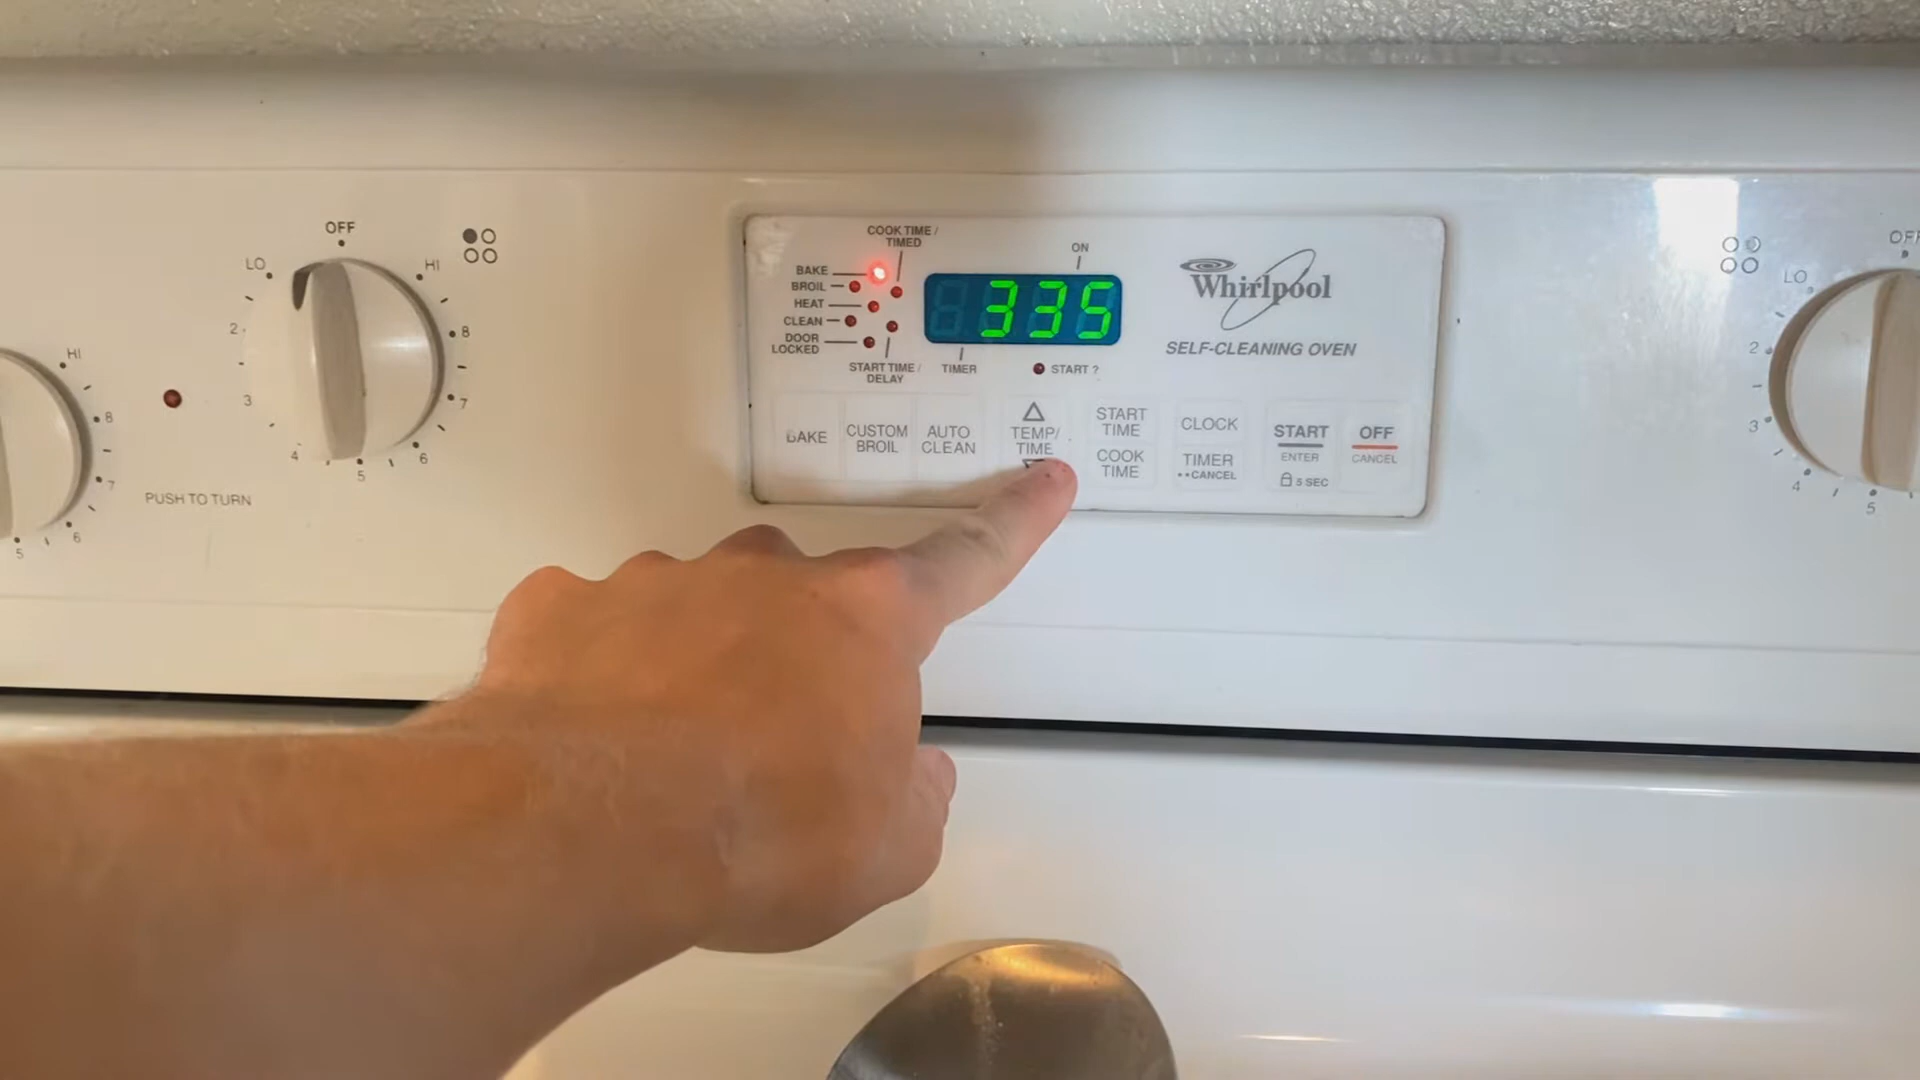 OFF
LO
HI
2
8
3
7
4
5
6
HI
8
7
6
5
PUSH TO TURN
COOK TIME /
TIMED
BAKE
BROIL
HEAT
CLEAN
DOOR
LOCKED
START TIME /
DELAY
ON
335
TIMER
START ?
Whirlpool
SELF-CLEANING OVEN
BAKE
CUSTOM
BROIL
AUTO
CLEAN
TEMP/
TIME
START
TIME
COOK
TIME
CLOCK
TIMER
••CANCEL
START
ENTER
5 SEC
OFF
CANCEL
OFF
LO
2
3
4
5